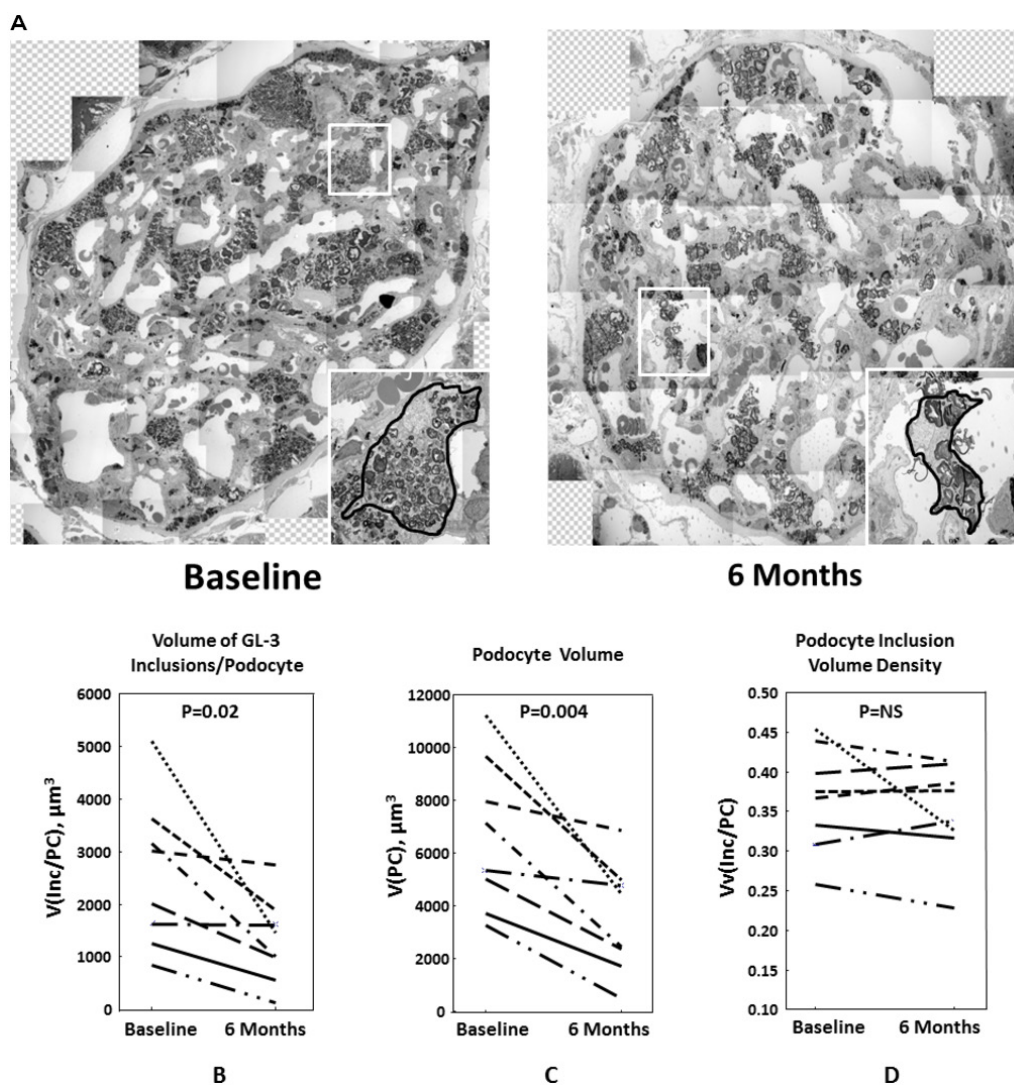 A
Baseline
6 Months
Volume of GL-3
Inclusions/Podocyte
P=0.02
V(Inc/PC), µm³
6000
5000
4000
3000
2000
1000
0
Baseline
6 Months
B
Podocyte Volume
P=0.004
V(PC), µm³
12000
10000
8000
6000
4000
2000
0
Baseline
6 Months
C
Podocyte Inclusion
Volume Density
P=NS
Vv(Inc/PC)
0.50
0.45
0.40
0.35
0.30
0.25
0.20
0.15
0.10
Baseline
6 Months
D